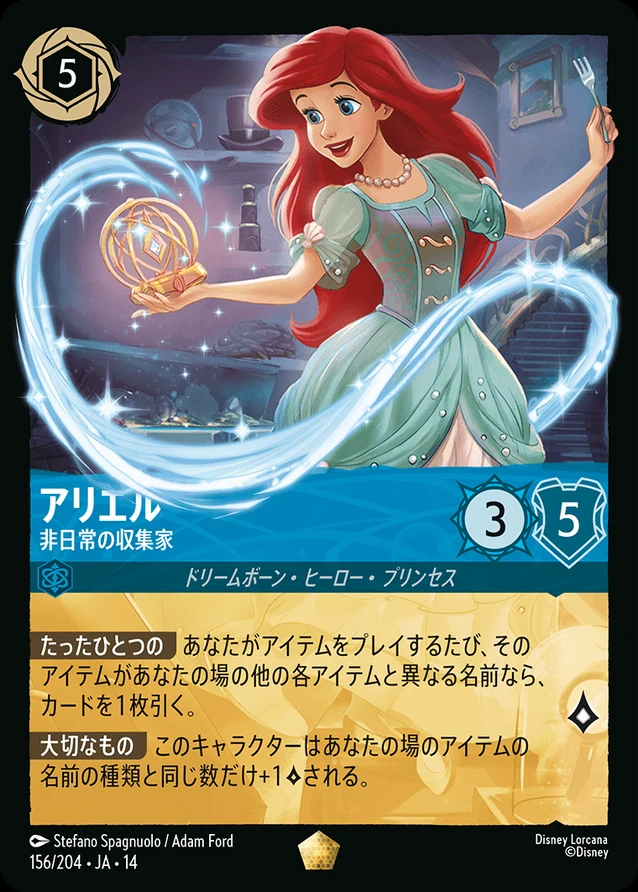 5
アリエル
非日常の収集家
3
5
ドリームボーン・ヒーロー・プリンセス
たったひとつの あなたがアイテムをプレイするたび、その
アイテムがあなたの場の他の各アイテムと異なる名前なら、
カードを1枚引く。
大切なもの このキャラクターはあなたの場のアイテムの
名前の種類と同じ数だけ+1される。
Stefano Spagnuolo / Adam Ford
156/204・JA・14
Disney Lorcana
©Disney